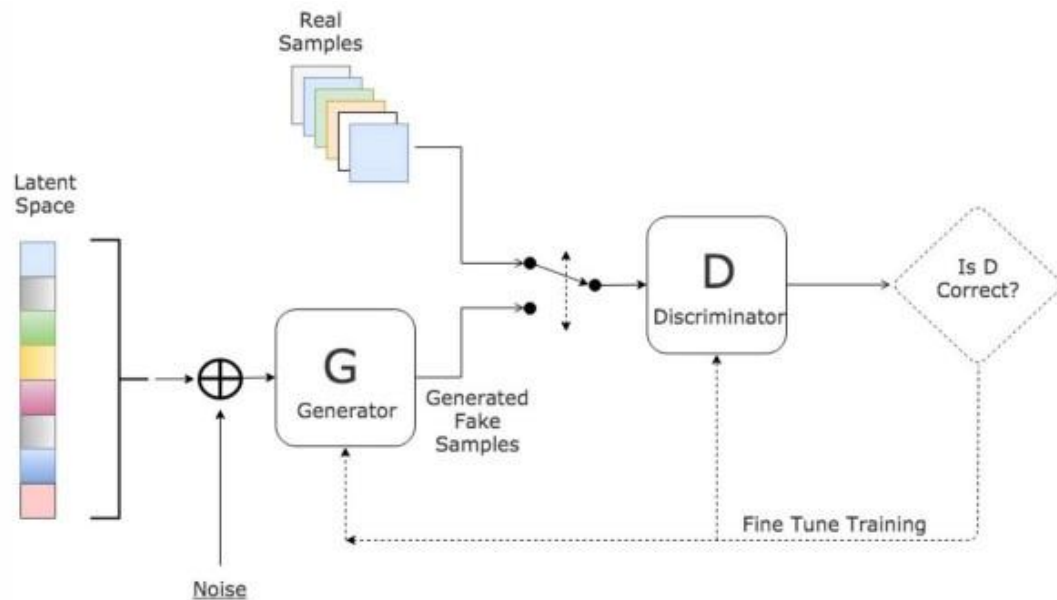 Real
Samples
Latent
Space
D
Discriminator
Is D
Correct?
G
Generator
Generated
Fake
Samples
Fine Tune Training
Noise